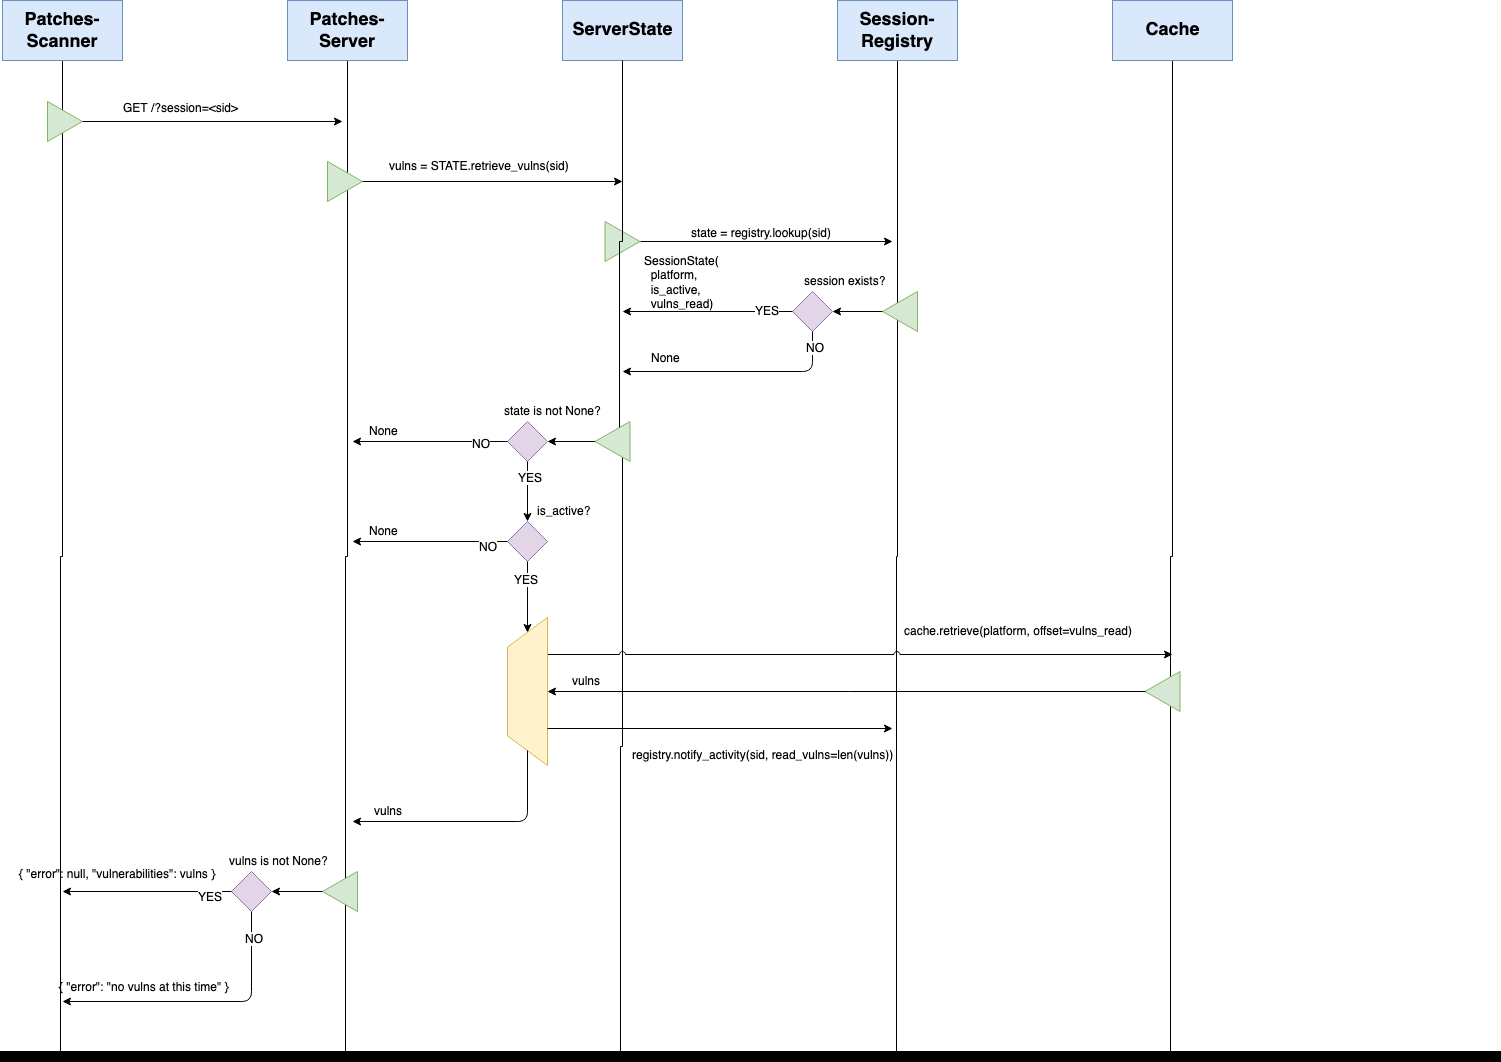 Patches-
Scanner
Patches-
Server
ServerState
Session-
Registry
Cache
GET /?session=<sid>
vulns = STATE.retrieve_vulns(sid)
state = registry.lookup(sid)
SessionState(
platform,
is_active,
vulns_read)
session exists?
YES
NO
None
state is not None?
None
NO
YES
is_active?
None
NO
YES
cache.retrieve(platform, offset=vulns_read)
vulns
registry.notify_activity(sid, read_vulns=len(vulns))
vulns
vulns is not None?
{ "error": null, "vulnerabilities": vulns }
YES
NO
{ "error": "no vulns at this time" }